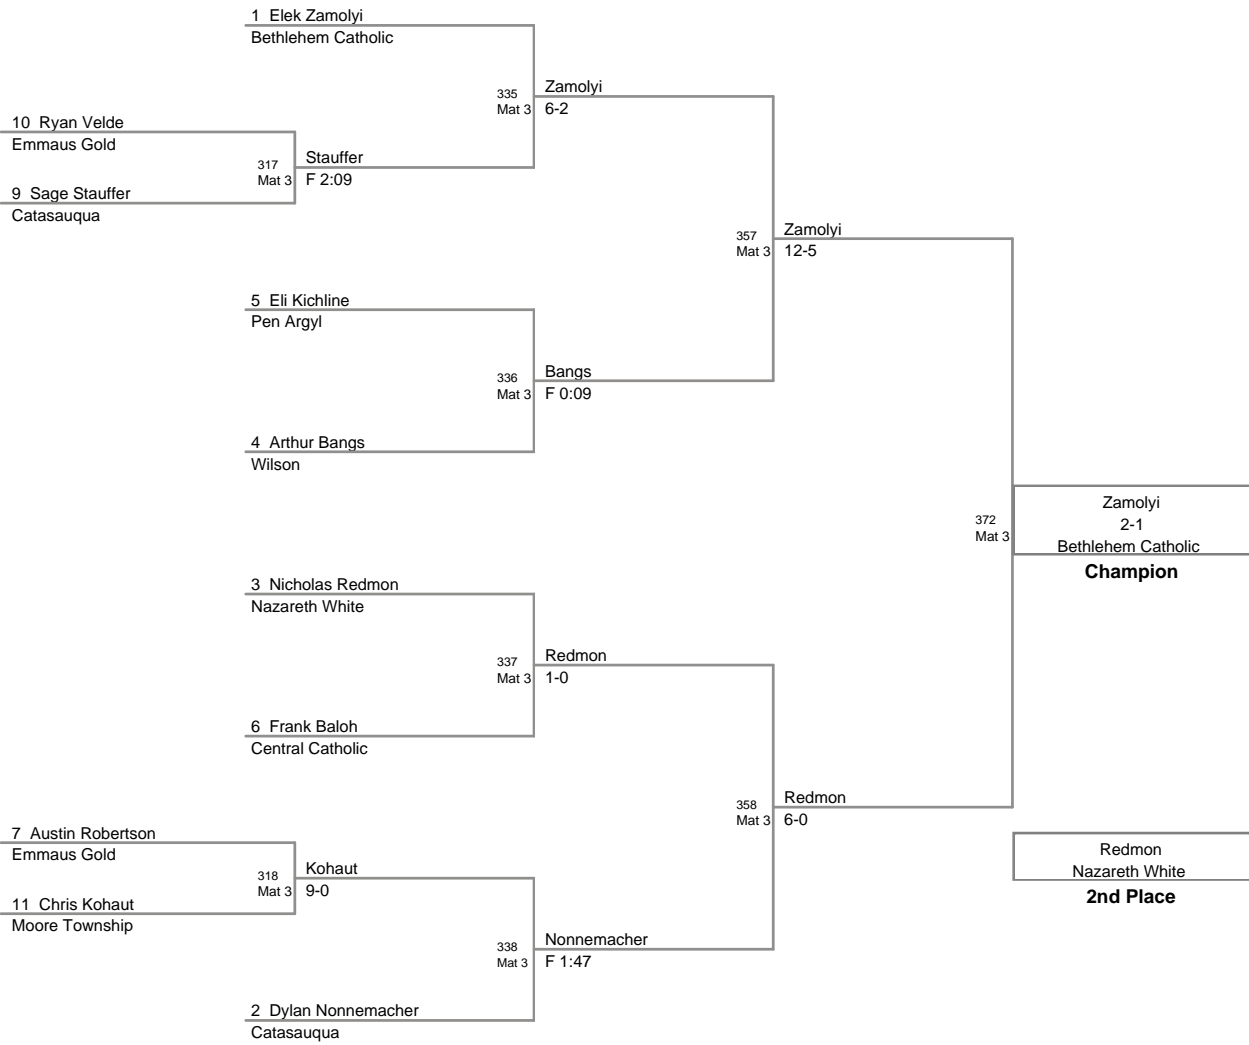 1 Elek Zamolyi
Bethlehem Catholic
335
Mat 3
Zamolyi
6-2
10 Ryan Velde
Emmaus Gold
317
Mat 3
Stauffer
F 2:09
9 Sage Stauffer
Catasauqua
357
Mat 3
Zamolyi
12-5
5 Eli Kichline
Pen Argyl
336
Mat 3
Bangs
F 0:09
4 Arthur Bangs
Wilson
372
Mat 3
Zamolyi
2-1
Bethlehem Catholic
Champion
3 Nicholas Redmon
Nazareth White
337
Mat 3
Redmon
1-0
6 Frank Baloh
Central Catholic
358
Mat 3
Redmon
6-0
7 Austin Robertson
Emmaus Gold
318
Mat 3
Kohaut
9-0
11 Chris Kohaut
Moore Township
Redmon
Nazareth White
2nd Place
338
Mat 3
Nonnemacher
F 1:47
2 Dylan Nonnemacher
Catasauqua